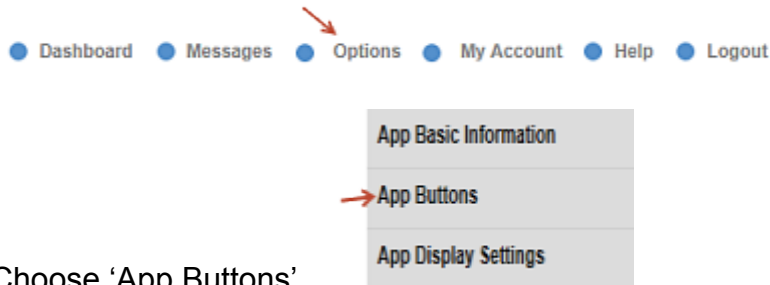 Dashboard Messages Options My Account Help Logout
App Basic Information
App Buttons
App Display Settings
Choose ‘App Buttons’